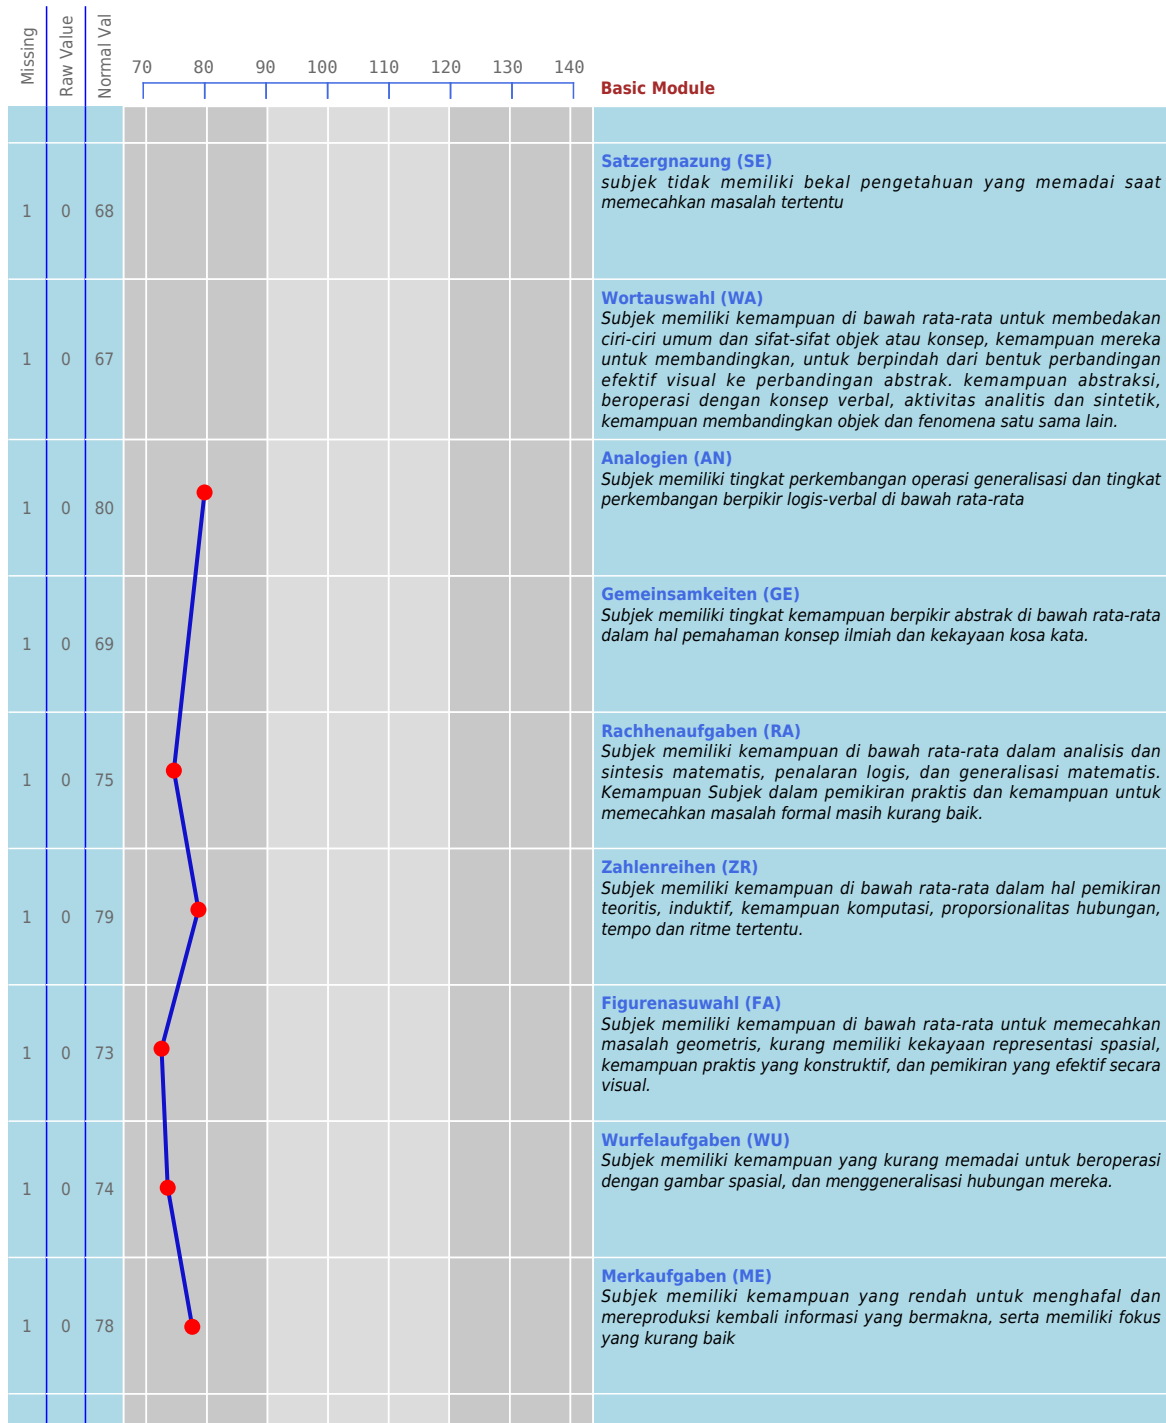 Missing
Raw Value
Normal Val
70 80 90 100 110 120 130 140
Basic Module
Satzergnazung (SE)
subjek tidak memiliki bekal pengetahuan yang memadai saat
memecahkan masalah tertentu
1 0 68
Wortauswahl (WA)
Subjek memiliki kemampuan di bawah rata-rata untuk membedakan
ciri-ciri umum dan sifat-sifat objek atau konsep, kemampuan mereka
untuk membandingkan, untuk berpindah dari bentuk perbandingan
efektif visual ke perbandingan abstrak. kemampuan abstraksi,
beroperasi dengan konsep verbal, aktivitas analitis dan sintetik,
kemampuan membandingkan objek dan fenomena satu sama lain.
1 0 67
Analogien (AN)
Subjek memiliki tingkat perkembangan operasi generalisasi dan tingkat
perkembangan berpikir logis-verbal di bawah rata-rata
1 0 80
Gemeinsamkeiten (GE)
Subjek memiliki tingkat kemampuan berpikir abstrak di bawah rata-rata
dalam hal pemahaman konsep ilmiah dan kekayaan kosa kata.
1 0 69
Rachhenaufgaben (RA)
Subjek memiliki kemampuan di bawah rata-rata dalam analisis dan
sintesis matematis, penalaran logis, dan generalisasi matematis.
Kemampuan Subjek dalam pemikiran praktis dan kemampuan untuk
memecahkan masalah formal masih kurang baik.
1 0 75
Zahlenreihen (ZR)
Subjek memiliki kemampuan di bawah rata-rata dalam hal pemikiran
teoritis, induktif, kemampuan komputasi, proporsionalitas hubungan,
tempo dan ritme tertentu.
1 0 79
Figurenasuwahl (FA)
Subjek memiliki kemampuan di bawah rata-rata untuk memecahkan
masalah geometris, kurang memiliki kekayaan representasi spasial,
kemampuan praktis yang konstruktif, dan pemikiran yang efektif secara
visual.
1 0 73
Wurfelaufgaben (WU)
Subjek memiliki kemampuan yang kurang memadai untuk beroperasi
dengan gambar spasial, dan menggeneralisasi hubungan mereka.
1 0 74
Merkaufgaben (ME)
Subjek memiliki kemampuan yang rendah untuk menghafal dan
mereproduksi kembali informasi yang bermakna, serta memiliki fokus
yang kurang baik
1 0 78